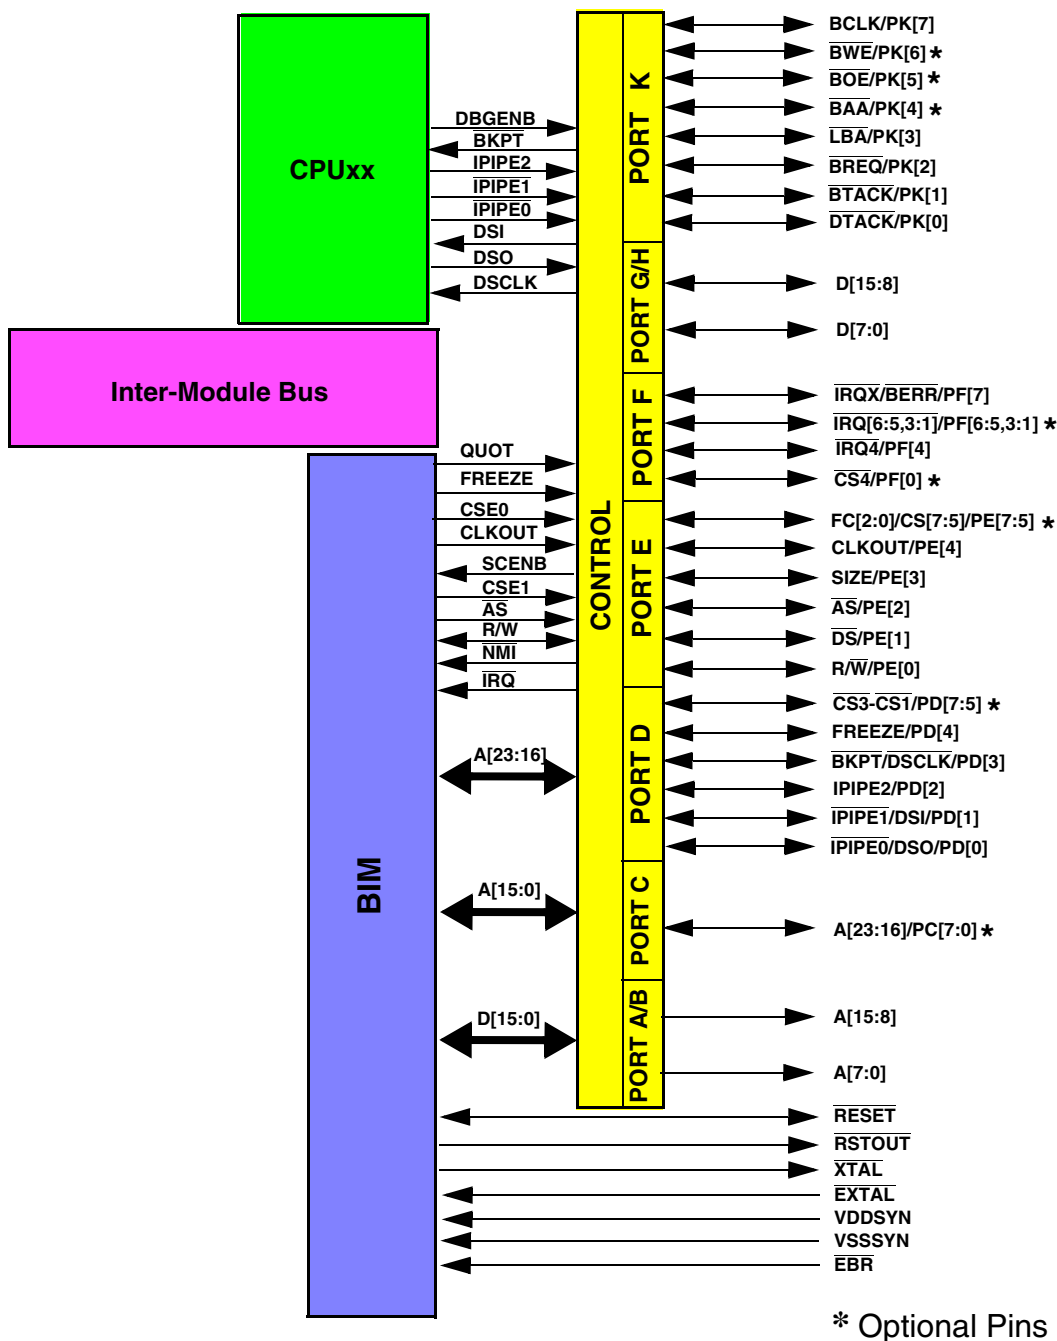 CPUxx
DBGENB
BKPT
IPIPE2
IPIPE1
IPIPE0
DSI
DSO
DSCLK
Inter-Module Bus
BIM
QUOT
FREEZE
CSE0
CLKOUT
SCENB
CSE1
AS
R/W
NMI
IRQ
A[23:16]
A[15:0]
D[15:0]
CONTROL
PORT K
PORT G/H
PORT F
PORT E
PORT D
PORT C
PORT A/B
BCLK/PK[7]
BWE/PK[6]*
BOE/PK[5]*
BAA/PK[4]*
LBA/PK[3]
BREQ/PK[2]
BTACK/PK[1]
DTACK/PK[0]
D[15:8]
D[7:0]
IRQX/BERR/PF[7]
IRQ[6:5,3:1]/PF[6:5,3:1] *
IRQ4/PF[4]
CS4/PF[0] *
FC[2:0]/CS[7:5]/PE[7:5] *
CLKOUT/PE[4]
SIZE/PE[3]
AS/PE[2]
DS/PE[1]
R/W/PE[0]
CS3-CS1/PD[7:5] *
FREEZE/PD[4]
BKPT/DSCLK/PD[3]
IPIPE2/PD[2]
IPIPE1/DSI/PD[1]
IPIPE0/DSO/PD[0]
A[23:16]/PC[7:0]*
A[15:8]
A[7:0]
RESET
RSTOUT
XTAL
EXTAL
VDDSYN
VSSSYN
EBR
* Optional Pins